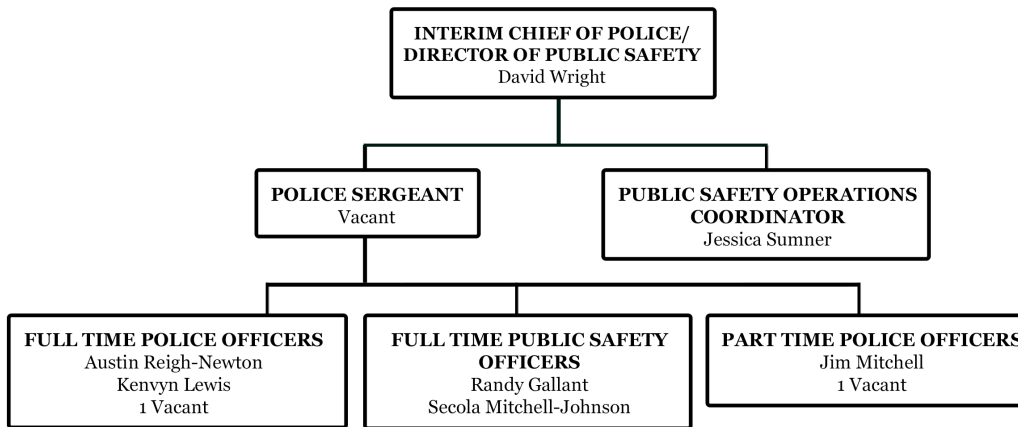 INTERIM CHIEF OF POLICE/
DIRECTOR OF PUBLIC SAFETY
David Wright
POLICE SERGEANT
Vacant
PUBLIC SAFETY OPERATIONS
COORDINATOR
Jessica Sumner
FULL TIME POLICE OFFICERS
Austin Reigh-Newton
Kenvyn Lewis
1 Vacant
FULL TIME PUBLIC SAFETY
OFFICERS
Randy Gallant
Secola Mitchell-Johnson
PART TIME POLICE OFFICERS
Jim Mitchell
1 Vacant